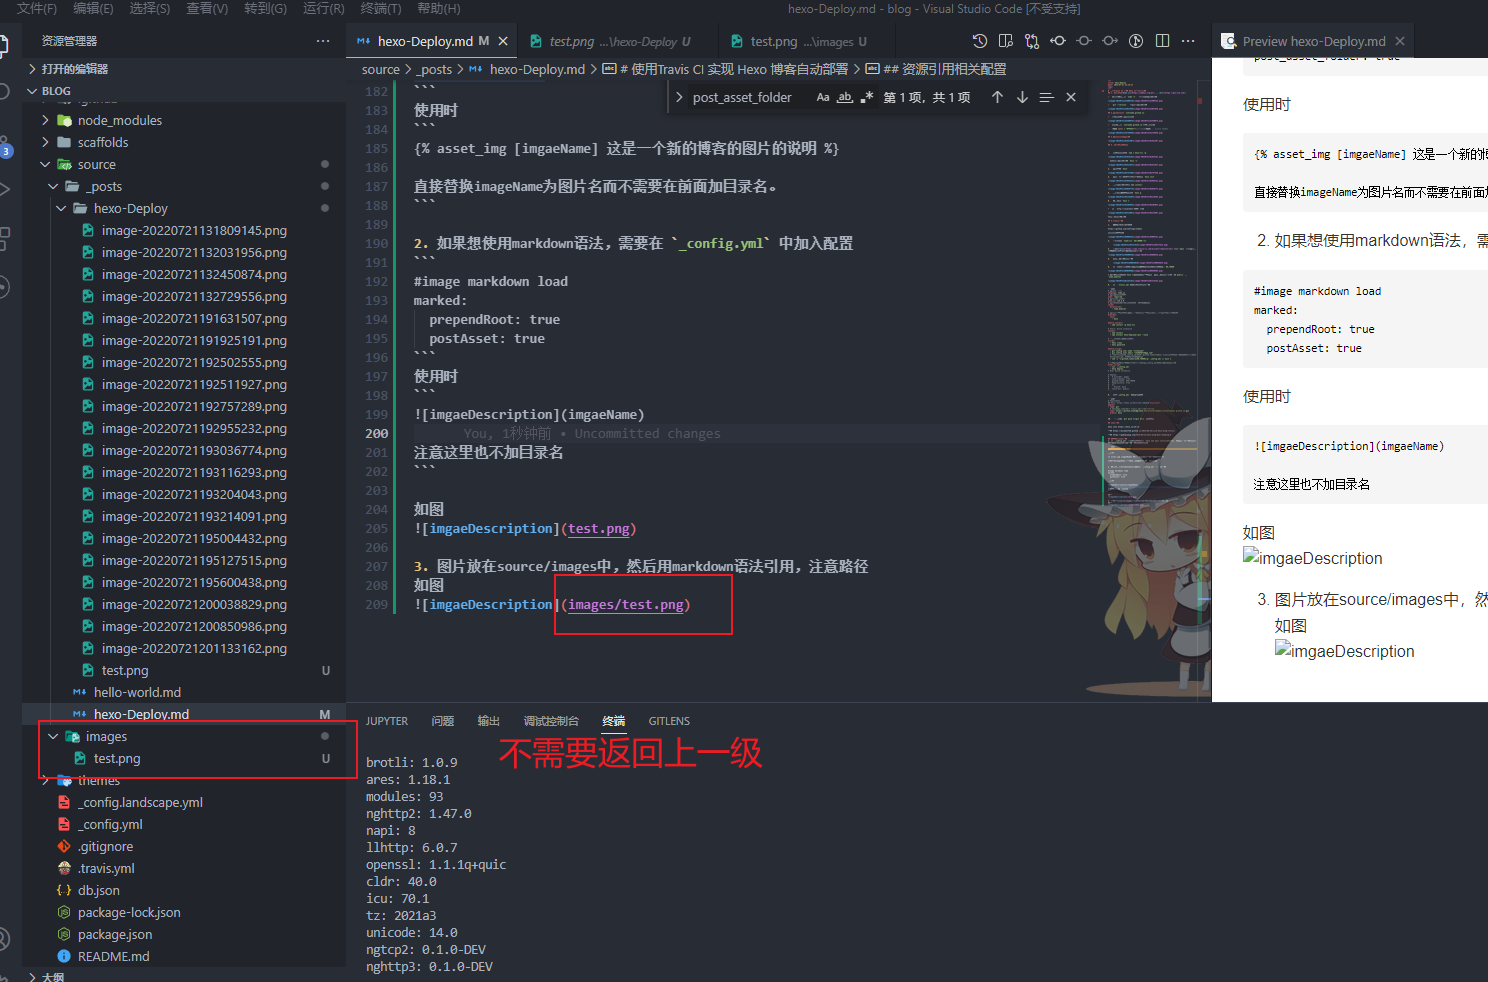 文件(F) 编辑(E) 选择(S) 查看(V) 转到(G) 运行(R) 终端(T) 帮助(H) hexo-Deploy.md - blog - Visual Studio Code [不受支持]
资源管理器
打开的编辑器
BLOG
node_modules
scaffolds
source
_posts
hexo-Deploy
image-20220721131809145.png
image-20220721132031956.png
image-20220721132450874.png
image-20220721132729556.png
image-20220721191631507.png
image-20220721191925191.png
image-20220721192502555.png
image-20220721192511927.png
image-20220721192757289.png
image-20220721192955232.png
image-20220721193036774.png
image-20220721193116293.png
image-20220721193204043.png
image-20220721193214091.png
image-20220721195004432.png
image-20220721195127515.png
image-20220721195600438.png
image-20220721200038829.png
image-20220721200850986.png
image-20220721201133162.png
test.png U
hello-world.md
hexo-Deploy.md M
images
test.png U
themes
_config.landscape.yml
_config.yml
.gitignore
.travis.yml
db.json
package-lock.json
package.json
README.md
大纲
3
hexo-Deploy.md M
test.png ...\hexo-Deploy U
test.png ...\images U
source > _posts > hexo-Deploy.md > # 使用Travis CI 实现 Hexo 博客自动部署 > ## 资源引用相关配置
post_asset_folder Aa ab 第 1 项, 共 1 项
182 ```
183 使用时
184 ```
185 {% asset_img [imgaeName] 这是一个新的博客的图片的说明 %}
186
187 直接替换imageName为图片名而不需要在前面加目录名。
188 ```
189
190 2. 如果想使用markdown语法，需要在 `_config.yml` 中加入配置
191 ```
192 #image markdown load
193 marked:
194 prependRoot: true
195 postAsset: true
196 ```
197 使用时
198 ```
199 ![imgaeDescription](imgaeName)
200 You, 1秒钟前 • Uncommitted changes
201 注意这里也不加目录名
202 ```
203
204 如图
205 ![imgaeDescription](test.png)
206
207 3. 图片放在source/images中，然后用markdown语法引用，注意路径
208 如图
209 ![imgaeDescription](images/test.png)
JUPYTER 问题 输出 调试控制台 终端 GITLENS
不需要返回上一级
brotli: 1.0.9
ares: 1.18.1
modules: 93
nghttp2: 1.47.0
napi: 8
llhttp: 6.0.7
openssl: 1.1.1q+quic
cldr: 40.0
icu: 70.1
tz: 2021a3
unicode: 14.0
ngtcp2: 0.1.0-DEV
nghttp3: 0.1.0-DEV
Preview hexo-Deploy.md
post_asset_folder: true
使用时
{% asset_img [imgaeName] 这是一个新的
直接替换imageName为图片名而不需要在前面加
2. 如果想使用markdown语法，需
#image markdown load
marked:
prependRoot: true
postAsset: true
使用时
![imgaeDescription](imgaeName)
注意这里也不加目录名
如图
imgaeDescription
3. 图片放在source/images中，然
如图
imgaeDescription